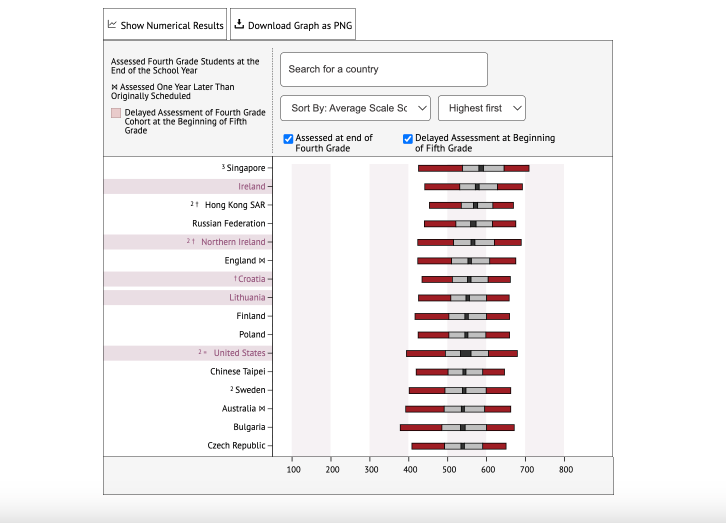 Show Numerical Results
Download Graph as PNG
Assessed Fourth Grade Students at the
End of the School Year
⋈ Assessed One Year Later Than
Originally Scheduled
Delayed Assessment of Fourth Grade
Cohort at the Beginning of Fifth
Grade
Search for a country
Sort By: Average Scale Sc
Highest first
Assessed at end of
Fourth Grade
Delayed Assessment at Beginning
of Fifth Grade
3 Singapore
Ireland
2 † Hong Kong SAR
Russian Federation
2 † Northern Ireland
England ⋈
† Croatia
Lithuania
Finland
Poland
2 ≡ United States
Chinese Taipei
2 Sweden
Australia ⋈
Bulgaria
Czech Republic
100 200 300 400 500 600 700 800